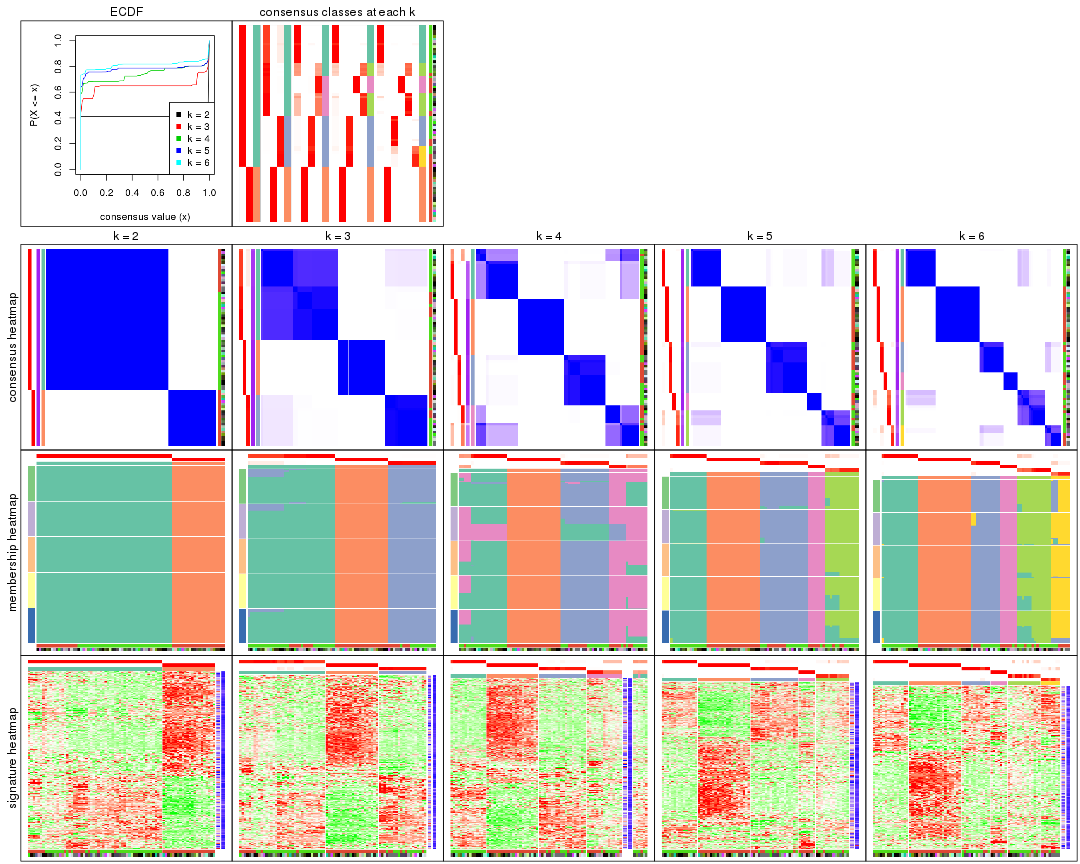 ECDF
consensus classes at each k
P(X <= x)
1.0
0.8
0.6
0.4
0.2
0.0
k = 2
k = 3
k = 4
k = 5
k = 6
0.0 0.2 0.4 0.6 0.8 1.0
consensus value (x)
k = 2
k = 3
k = 4
k = 5
k = 6
consensus heatmap
membership heatmap
signature heatmap